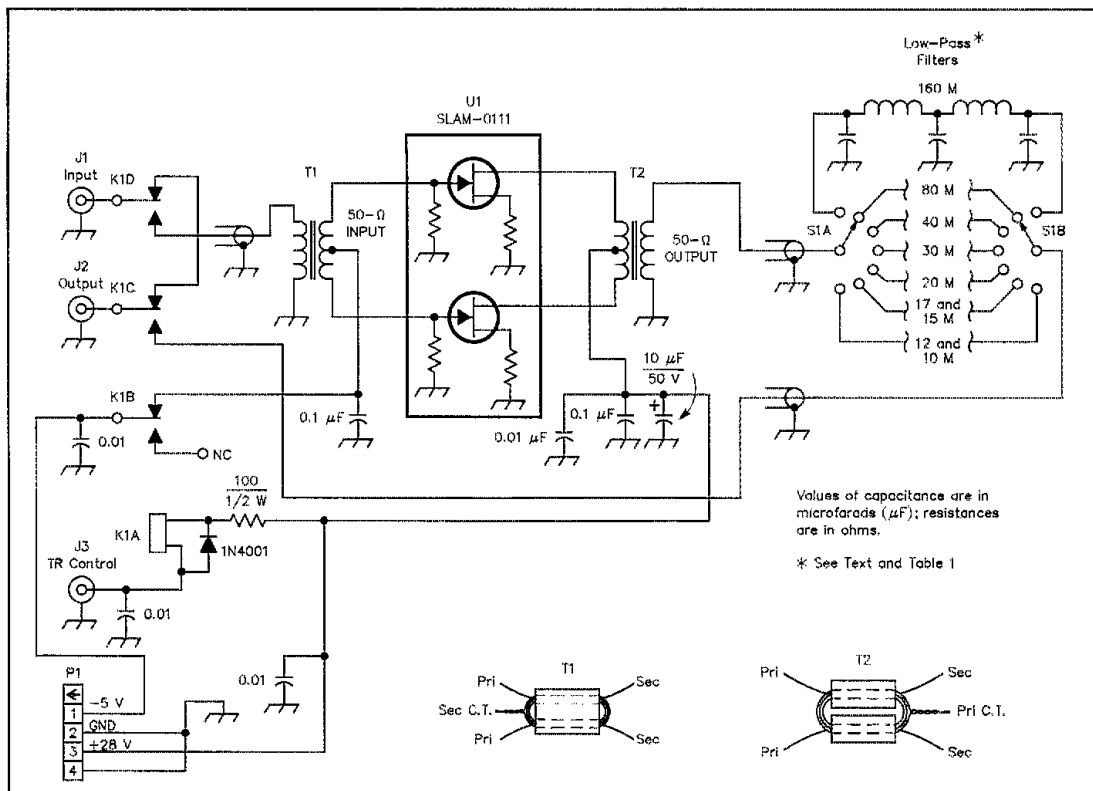 Low-Pass *
Filters
160 M
U1
SLAM-0111
J1
Input
K1D
T1
T2
50-Ω
INPUT
50-Ω
OUTPUT
80 M
40 M
30 M
20 M
17 and
15 M
12 and
10 M
S1A
S1B
J2
Output
K1C
10 µF
50 V
+
K1B
0.01
NC
0.1 µF
0.01 µF
0.1 µF
100
1/2 W
K1A
1N4001
J3
TR Control
0.01
Values of capacitance are in
microfarads (µF); resistances
are in ohms.
* See Text and Table 1
P1
1
-5 V
2
GND
3
+28 V
4
0.01
T1
Pri
Sec
Sec C.T.
Pri
Sec
T2
Pri
Sec
Pri C.T.
Pri
Sec